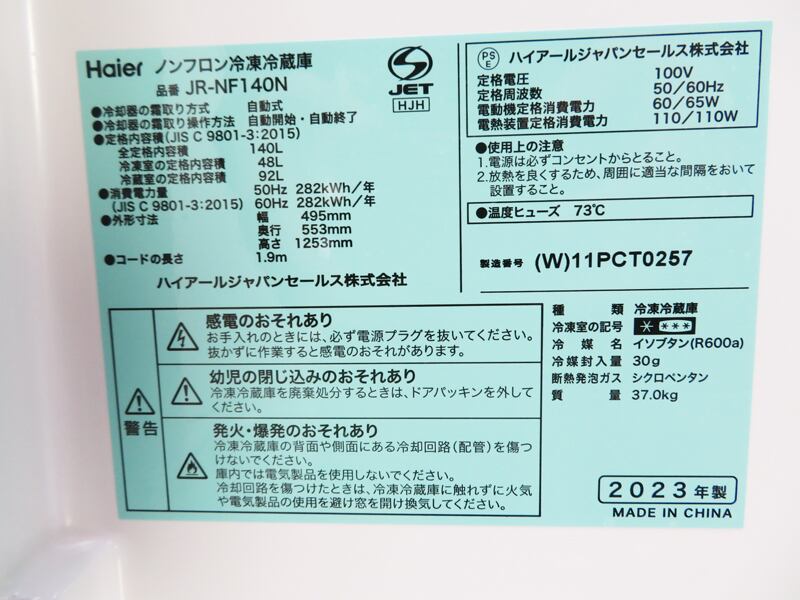 Haier ノンフロン冷凍冷蔵庫
品番 JR-NF140N
●冷却器の霜取り方式 自動式
●冷却器の霜取り操作方法 自動開始・自動終了
●定格内容積(JIS C 9801-3:2015)
全定格内容積 140L
冷凍室の定格内容積 48L
冷蔵室の定格内容積 92L
●消費電力量 50Hz 282kWh/年
(JIS C 9801-3:2015) 60Hz 282kWh/年
●外形寸法 幅 495mm
奥行 553mm
高さ 1253mm
●コードの長さ 1.9m
ハイアールジャパンセールス株式会社
S
JET
HJH
PSE ハイアールジャパンセールス株式会社
定格電圧 100V
定格周波数 50/60Hz
電動機定格消費電力 60/65W
電熱装置定格消費電力 110/110W
●使用上の注意
1.電源は必ずコンセントからとること。
2.放熱を良くするため、周囲に適当な間隔をおいて
設置すること。
●温度ヒューズ 73℃
製造番号 (W)11PCT0257
警告
感電のおそれあり
お手入れのときには、必ず電源プラグを抜いてください。
抜かずに作業すると感電のおそれがあります。
幼児の閉じ込めのおそれあり
冷凍冷蔵庫を廃棄処分するときは、ドアパッキンを外して
ください。
発火・爆発のおそれあり
冷凍冷蔵庫の背面や側面にある冷却回路(配管)を傷つ
けないでください。
庫内では電気製品を使用しないでください。
冷却回路を傷つけたときは、冷凍冷蔵庫に触れずに火気
や電気製品の使用を避け窓を開け換気してください。
種類 冷凍冷蔵庫
冷凍室の記号 * ***
冷媒名 イソブタン(R600a)
冷媒封入量 30g
断熱発泡ガス シクロペンタン
質量 37.0kg
2023年製
MADE IN CHINA